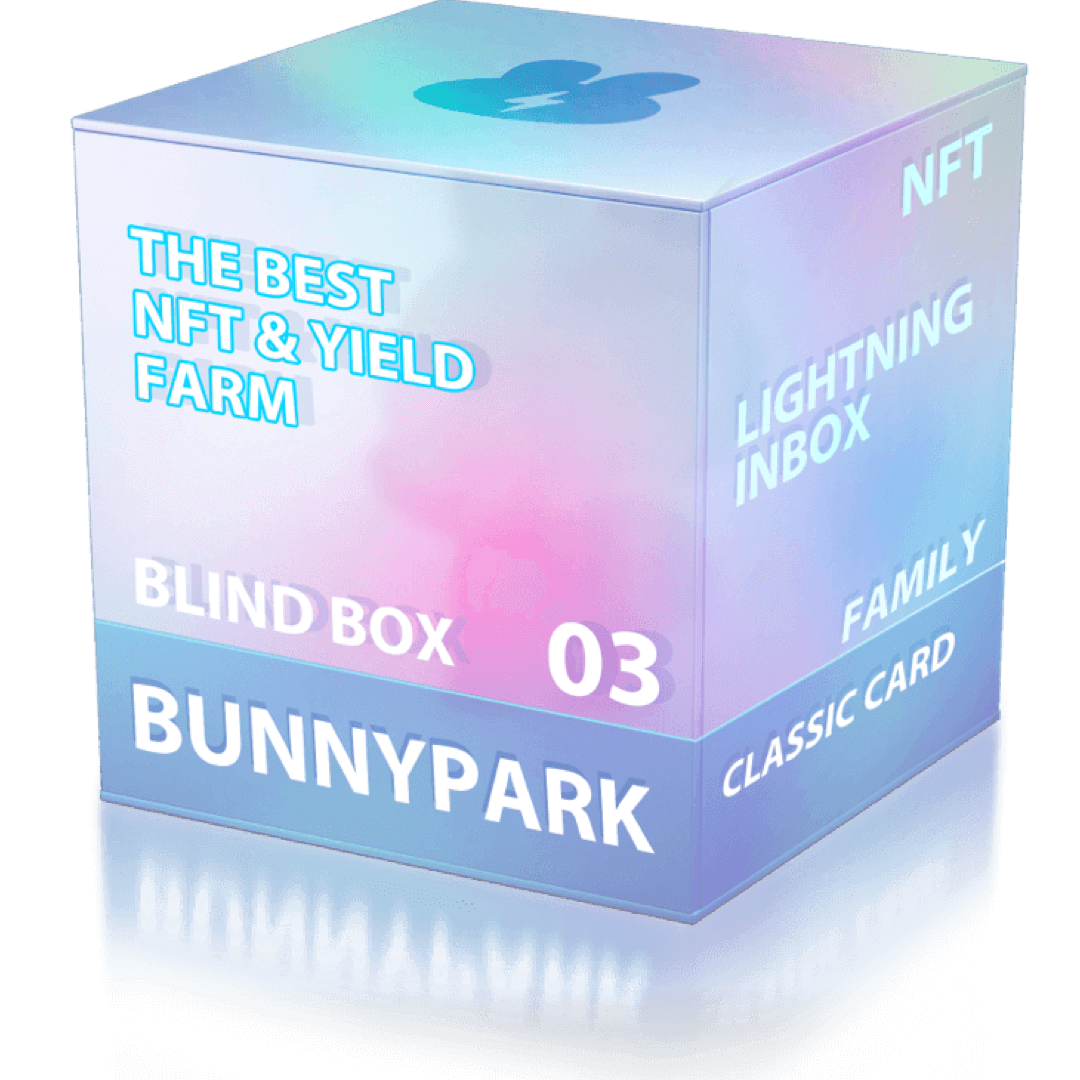 THE BEST
NFT & YIELD
FARM
BLIND BOX 03
BUNNYPARK
NFT
LIGHTNING
INBOX
FAMILY
CLASSIC CARD